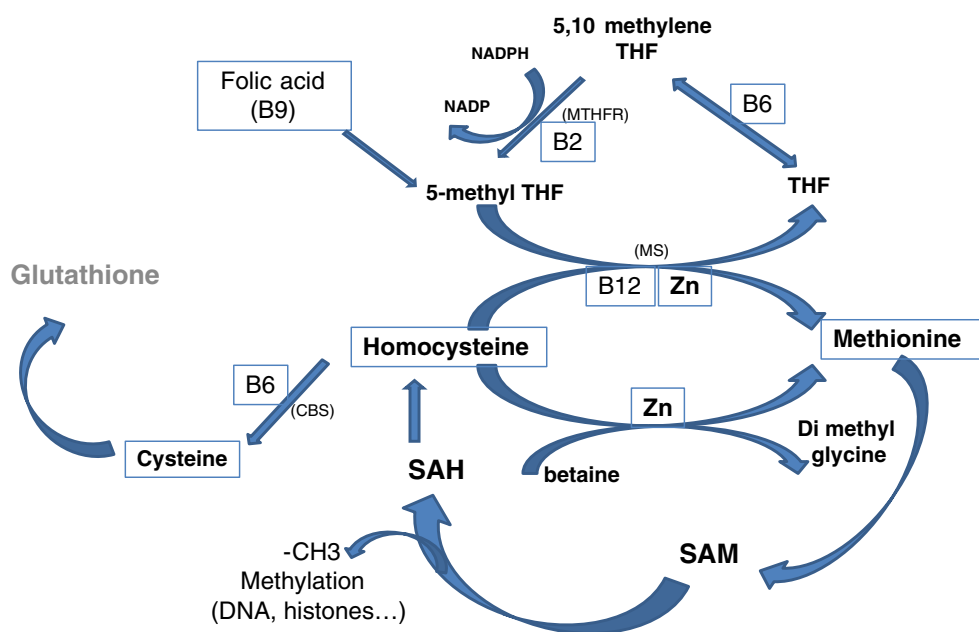 5,10 methylene
THF
NADPH
Folic acid
(B9)
NADP
(MTHFR)
B2
B6
5-methyl THF
THF
(MS)
B12
Zn
Glutathione
Homocysteine
Methionine
B6
(CBS)
Zn
Cysteine
SAH
betaine
Di methyl
glycine
-CH3
Methylation
(DNA, histones…)
SAM